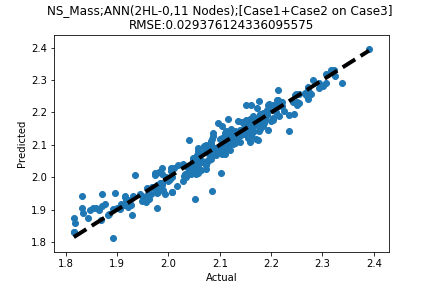 NS_Mass;ANN(2HL-0,11 Nodes);[Case1+Case2 on Case3]
RMSE:0.029376124336095575
2.4
2.3
2.2
2.1
2.0
1.9
1.8
Predicted
1.8 1.9 2.0 2.1 2.2 2.3 2.4
Actual